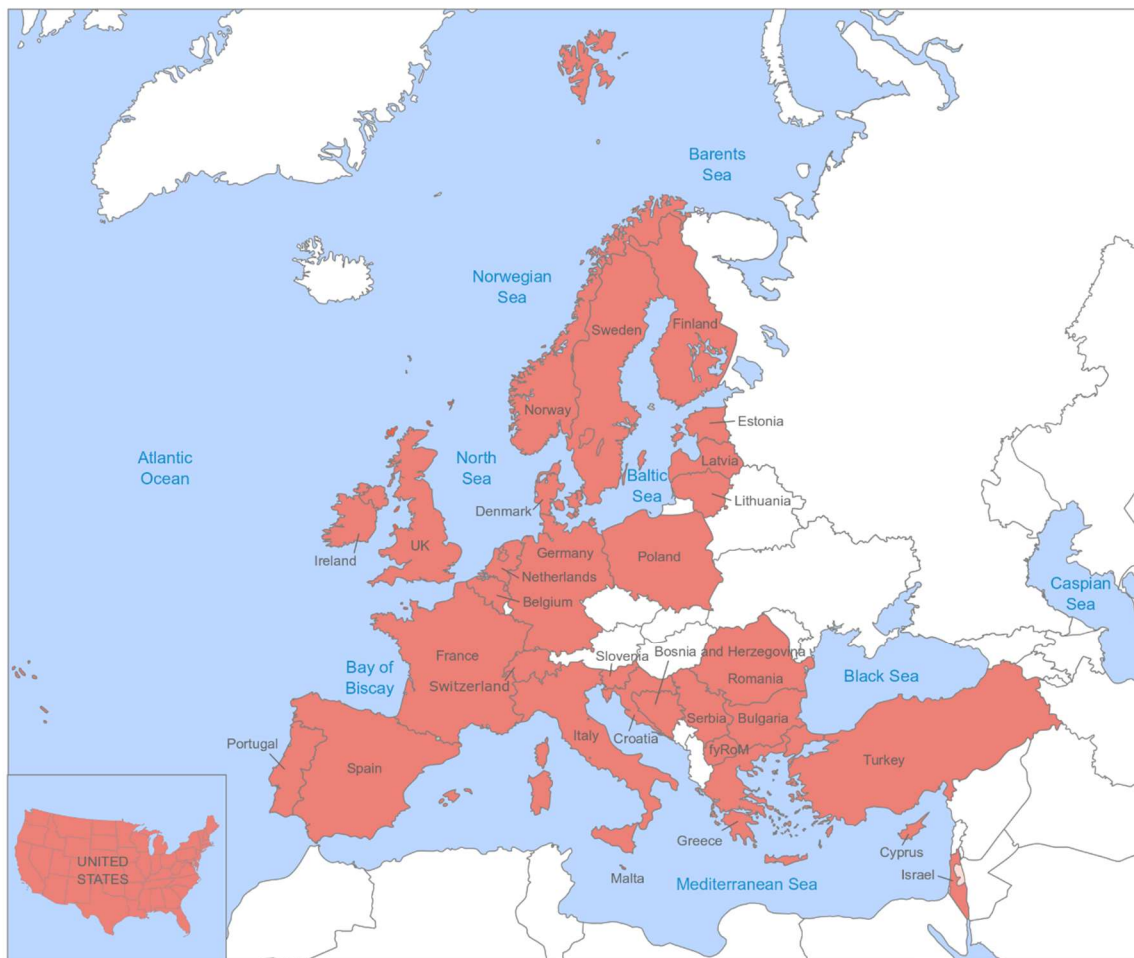 Barents
Sea
Norwegian
Sea
Sweden
Finland
Norway
Estonia
Atlantic
Ocean
North
Sea
Latvia
Baltic
Sea
Lithuania
Denmark
Ireland
UK
Germany
Poland
Netherlands
Belgium
Caspian
Sea
France
Slovenia
Bosnia and Herzegovina
Bay of
Biscay
Switzerland
Romania
Black Sea
Serbia
Bulgaria
Portugal
Italy
Croatia
fyRoM
Spain
Turkey
Greece
Cyprus
UNITED
STATES
Malta
Mediterranean Sea
Israel